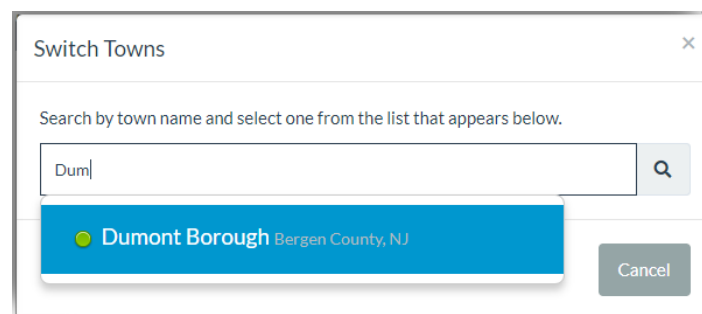 Switch Towns
×
Search by town name and select one from the list that appears below.
Dum
Dumont Borough Bergen County, NJ
Cancel